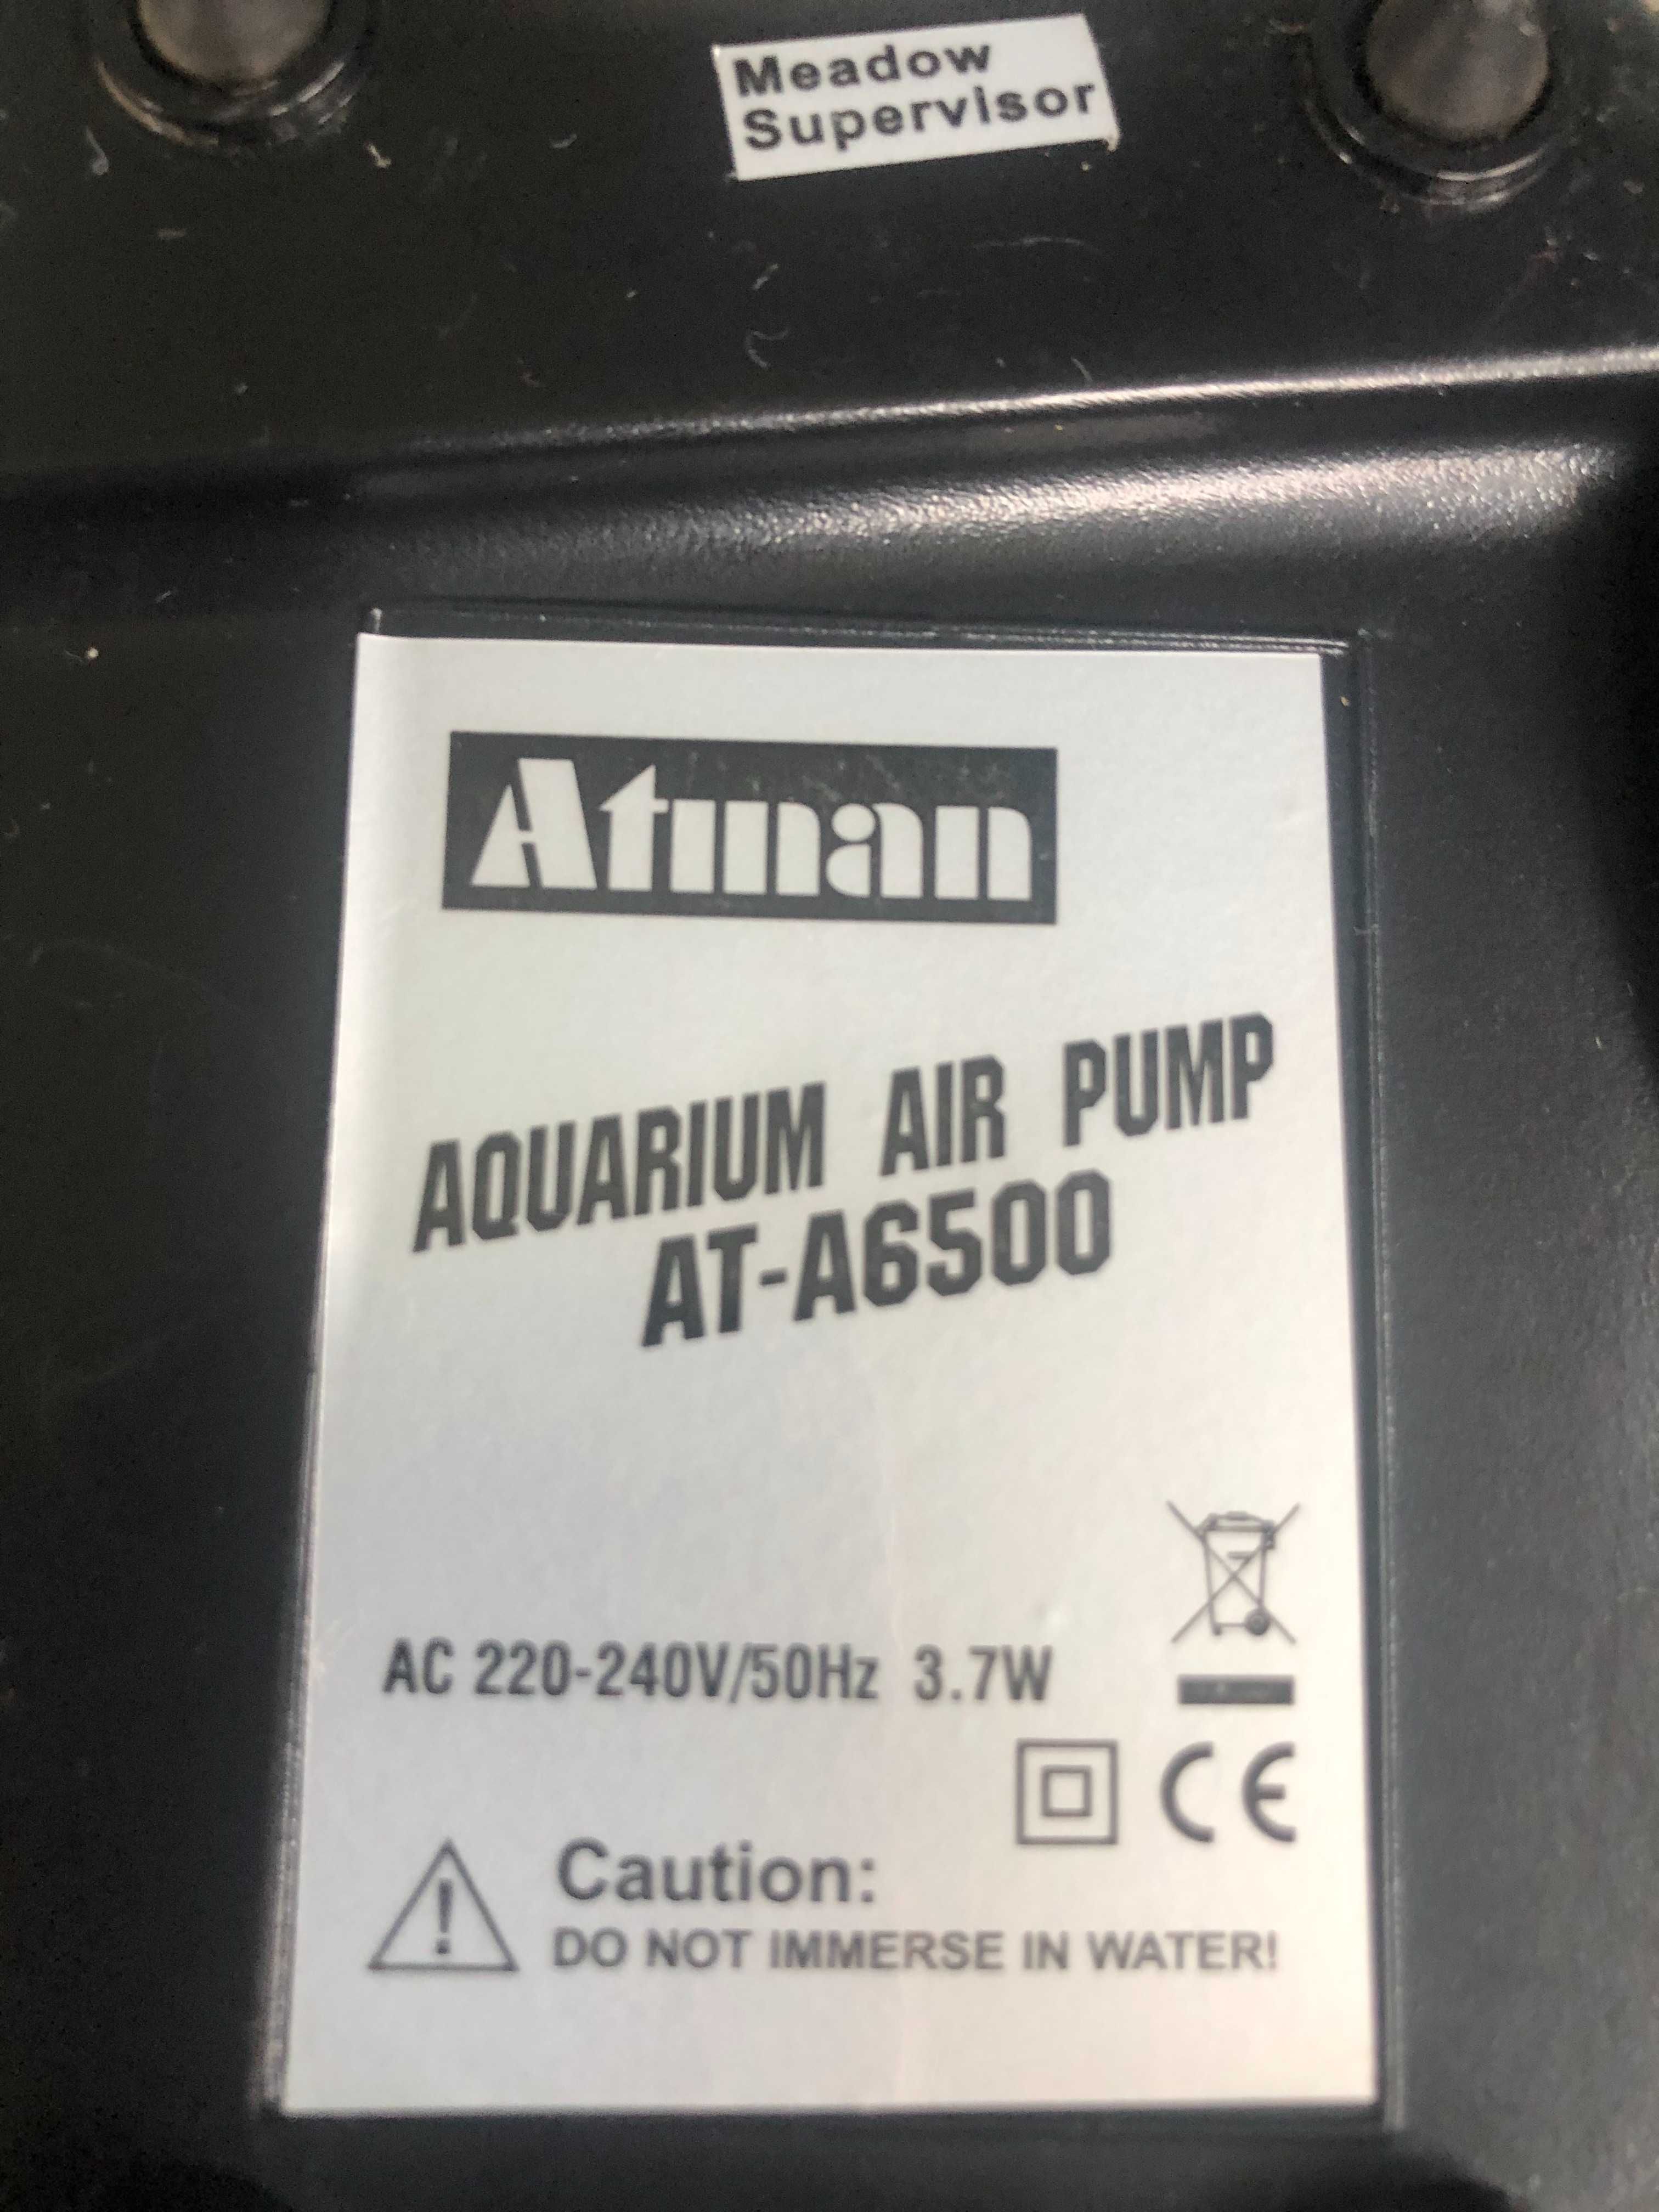 Meadow
Supervisor
Atman
AQUARIUM AIR PUMP
AT-A6500
AC 220-240V/50Hz 3.7W
CE
Caution:
DO NOT IMMERSE IN WATER!